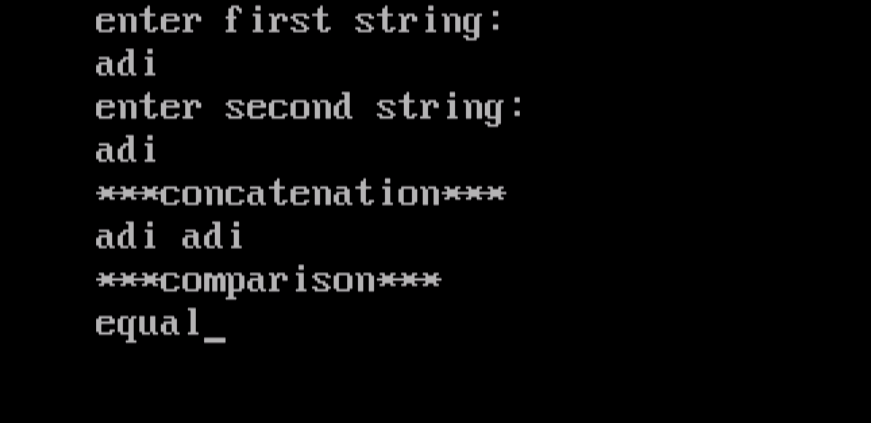 enter first string:
adi
enter second string:
adi
***concatenation***
adi adi
***comparison***
equal_